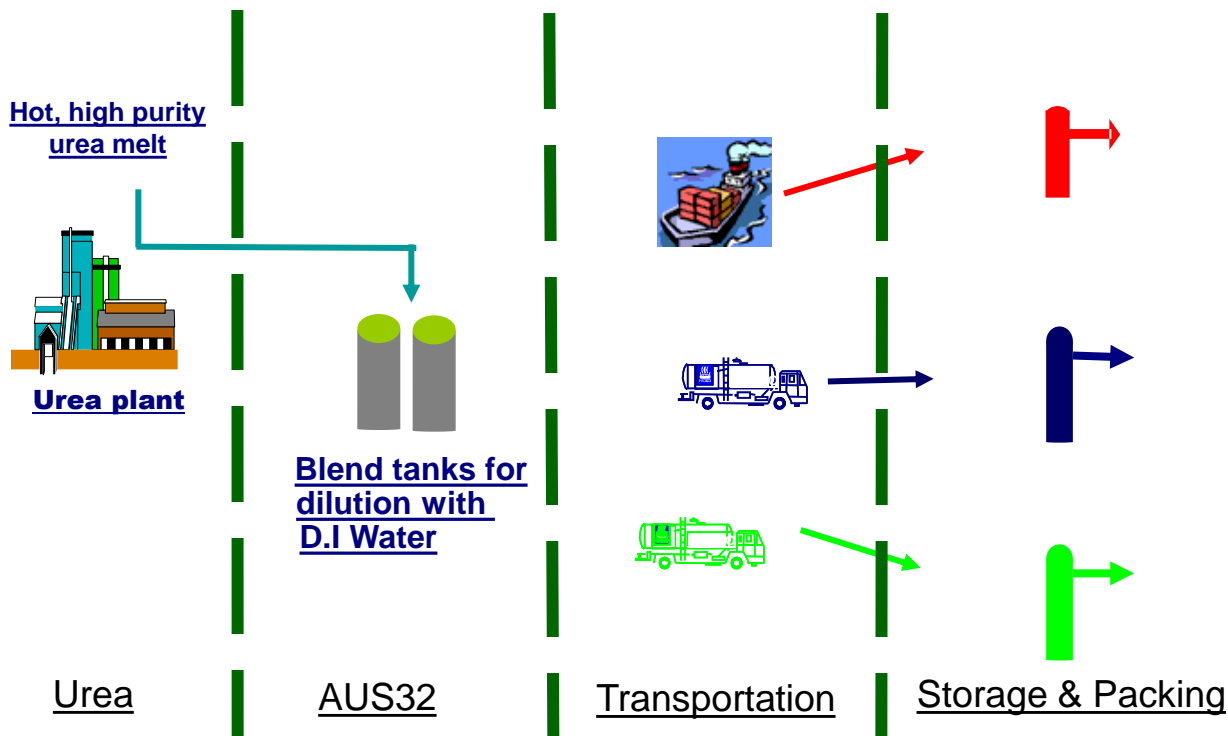 Hot, high purity
urea melt
Urea plant
Blend tanks for
dilution with
D.I Water
Urea
AUS32
Transportation
Storage & Packing